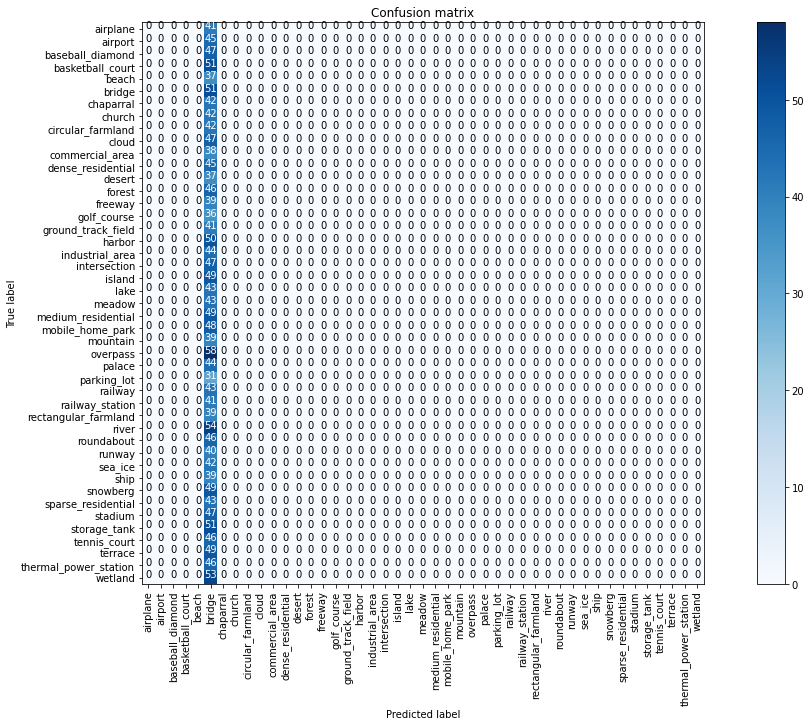 Confusion matrix
airplane 0 0 0 0 0 41 0 0 0 0 0 0 0 0 0 0 0 0 0 0 0 0 0 0 0 0 0 0 0 0 0 0 0 0 0 0 0 0 0 0 0 0 0 0 0
airport 0 0 0 0 0 45 0 0 0 0 0 0 0 0 0 0 0 0 0 0 0 0 0 0 0 0 0 0 0 0 0 0 0 0 0 0 0 0 0 0 0 0 0 0 0
baseball_diamond 0 0 0 0 0 47 0 0 0 0 0 0 0 0 0 0 0 0 0 0 0 0 0 0 0 0 0 0 0 0 0 0 0 0 0 0 0 0 0 0 0 0 0 0 0
basketball_court 0 0 0 0 0 51 0 0 0 0 0 0 0 0 0 0 0 0 0 0 0 0 0 0 0 0 0 0 0 0 0 0 0 0 0 0 0 0 0 0 0 0 0 0 0
beach 0 0 0 0 0 37 0 0 0 0 0 0 0 0 0 0 0 0 0 0 0 0 0 0 0 0 0 0 0 0 0 0 0 0 0 0 0 0 0 0 0 0 0 0 0
bridge 0 0 0 0 0 51 0 0 0 0 0 0 0 0 0 0 0 0 0 0 0 0 0 0 0 0 0 0 0 0 0 0 0 0 0 0 0 0 0 0 0 0 0 0 0
chaparral 0 0 0 0 0 42 0 0 0 0 0 0 0 0 0 0 0 0 0 0 0 0 0 0 0 0 0 0 0 0 0 0 0 0 0 0 0 0 0 0 0 0 0 0 0
church 0 0 0 0 0 42 0 0 0 0 0 0 0 0 0 0 0 0 0 0 0 0 0 0 0 0 0 0 0 0 0 0 0 0 0 0 0 0 0 0 0 0 0 0 0
circular_farmland 0 0 0 0 0 42 0 0 0 0 0 0 0 0 0 0 0 0 0 0 0 0 0 0 0 0 0 0 0 0 0 0 0 0 0 0 0 0 0 0 0 0 0 0 0
cloud 0 0 0 0 0 47 0 0 0 0 0 0 0 0 0 0 0 0 0 0 0 0 0 0 0 0 0 0 0 0 0 0 0 0 0 0 0 0 0 0 0 0 0 0 0
commercial_area 0 0 0 0 0 38 0 0 0 0 0 0 0 0 0 0 0 0 0 0 0 0 0 0 0 0 0 0 0 0 0 0 0 0 0 0 0 0 0 0 0 0 0 0 0
dense_residential 0 0 0 0 0 45 0 0 0 0 0 0 0 0 0 0 0 0 0 0 0 0 0 0 0 0 0 0 0 0 0 0 0 0 0 0 0 0 0 0 0 0 0 0 0
desert 0 0 0 0 0 37 0 0 0 0 0 0 0 0 0 0 0 0 0 0 0 0 0 0 0 0 0 0 0 0 0 0 0 0 0 0 0 0 0 0 0 0 0 0 0
forest 0 0 0 0 0 46 0 0 0 0 0 0 0 0 0 0 0 0 0 0 0 0 0 0 0 0 0 0 0 0 0 0 0 0 0 0 0 0 0 0 0 0 0 0 0
freeway 0 0 0 0 0 39 0 0 0 0 0 0 0 0 0 0 0 0 0 0 0 0 0 0 0 0 0 0 0 0 0 0 0 0 0 0 0 0 0 0 0 0 0 0 0
golf_course 0 0 0 0 0 36 0 0 0 0 0 0 0 0 0 0 0 0 0 0 0 0 0 0 0 0 0 0 0 0 0 0 0 0 0 0 0 0 0 0 0 0 0 0 0
ground_track_field 0 0 0 0 0 41 0 0 0 0 0 0 0 0 0 0 0 0 0 0 0 0 0 0 0 0 0 0 0 0 0 0 0 0 0 0 0 0 0 0 0 0 0 0 0
harbor 0 0 0 0 0 50 0 0 0 0 0 0 0 0 0 0 0 0 0 0 0 0 0 0 0 0 0 0 0 0 0 0 0 0 0 0 0 0 0 0 0 0 0 0 0
industrial_area 0 0 0 0 0 44 0 0 0 0 0 0 0 0 0 0 0 0 0 0 0 0 0 0 0 0 0 0 0 0 0 0 0 0 0 0 0 0 0 0 0 0 0 0 0
intersection 0 0 0 0 0 47 0 0 0 0 0 0 0 0 0 0 0 0 0 0 0 0 0 0 0 0 0 0 0 0 0 0 0 0 0 0 0 0 0 0 0 0 0 0 0
island 0 0 0 0 0 49 0 0 0 0 0 0 0 0 0 0 0 0 0 0 0 0 0 0 0 0 0 0 0 0 0 0 0 0 0 0 0 0 0 0 0 0 0 0 0
lake 0 0 0 0 0 43 0 0 0 0 0 0 0 0 0 0 0 0 0 0 0 0 0 0 0 0 0 0 0 0 0 0 0 0 0 0 0 0 0 0 0 0 0 0 0
meadow 0 0 0 0 0 43 0 0 0 0 0 0 0 0 0 0 0 0 0 0 0 0 0 0 0 0 0 0 0 0 0 0 0 0 0 0 0 0 0 0 0 0 0 0 0
medium_residential 0 0 0 0 0 49 0 0 0 0 0 0 0 0 0 0 0 0 0 0 0 0 0 0 0 0 0 0 0 0 0 0 0 0 0 0 0 0 0 0 0 0 0 0 0
mobile_home_park 0 0 0 0 0 48 0 0 0 0 0 0 0 0 0 0 0 0 0 0 0 0 0 0 0 0 0 0 0 0 0 0 0 0 0 0 0 0 0 0 0 0 0 0 0
mountain 0 0 0 0 0 39 0 0 0 0 0 0 0 0 0 0 0 0 0 0 0 0 0 0 0 0 0 0 0 0 0 0 0 0 0 0 0 0 0 0 0 0 0 0 0
overpass 0 0 0 0 0 58 0 0 0 0 0 0 0 0 0 0 0 0 0 0 0 0 0 0 0 0 0 0 0 0 0 0 0 0 0 0 0 0 0 0 0 0 0 0 0
palace 0 0 0 0 0 44 0 0 0 0 0 0 0 0 0 0 0 0 0 0 0 0 0 0 0 0 0 0 0 0 0 0 0 0 0 0 0 0 0 0 0 0 0 0 0
parking_lot 0 0 0 0 0 31 0 0 0 0 0 0 0 0 0 0 0 0 0 0 0 0 0 0 0 0 0 0 0 0 0 0 0 0 0 0 0 0 0 0 0 0 0 0 0
railway 0 0 0 0 0 43 0 0 0 0 0 0 0 0 0 0 0 0 0 0 0 0 0 0 0 0 0 0 0 0 0 0 0 0 0 0 0 0 0 0 0 0 0 0 0
railway_station 0 0 0 0 0 41 0 0 0 0 0 0 0 0 0 0 0 0 0 0 0 0 0 0 0 0 0 0 0 0 0 0 0 0 0 0 0 0 0 0 0 0 0 0 0
rectangular_farmland 0 0 0 0 0 39 0 0 0 0 0 0 0 0 0 0 0 0 0 0 0 0 0 0 0 0 0 0 0 0 0 0 0 0 0 0 0 0 0 0 0 0 0 0 0
river 0 0 0 0 0 54 0 0 0 0 0 0 0 0 0 0 0 0 0 0 0 0 0 0 0 0 0 0 0 0 0 0 0 0 0 0 0 0 0 0 0 0 0 0 0
roundabout 0 0 0 0 0 46 0 0 0 0 0 0 0 0 0 0 0 0 0 0 0 0 0 0 0 0 0 0 0 0 0 0 0 0 0 0 0 0 0 0 0 0 0 0 0
runway 0 0 0 0 0 40 0 0 0 0 0 0 0 0 0 0 0 0 0 0 0 0 0 0 0 0 0 0 0 0 0 0 0 0 0 0 0 0 0 0 0 0 0 0 0
sea_ice 0 0 0 0 0 42 0 0 0 0 0 0 0 0 0 0 0 0 0 0 0 0 0 0 0 0 0 0 0 0 0 0 0 0 0 0 0 0 0 0 0 0 0 0 0
ship 0 0 0 0 0 39 0 0 0 0 0 0 0 0 0 0 0 0 0 0 0 0 0 0 0 0 0 0 0 0 0 0 0 0 0 0 0 0 0 0 0 0 0 0 0
snowberg 0 0 0 0 0 49 0 0 0 0 0 0 0 0 0 0 0 0 0 0 0 0 0 0 0 0 0 0 0 0 0 0 0 0 0 0 0 0 0 0 0 0 0 0 0
sparse_residential 0 0 0 0 0 43 0 0 0 0 0 0 0 0 0 0 0 0 0 0 0 0 0 0 0 0 0 0 0 0 0 0 0 0 0 0 0 0 0 0 0 0 0 0 0
stadium 0 0 0 0 0 47 0 0 0 0 0 0 0 0 0 0 0 0 0 0 0 0 0 0 0 0 0 0 0 0 0 0 0 0 0 0 0 0 0 0 0 0 0 0 0
storage_tank 0 0 0 0 0 51 0 0 0 0 0 0 0 0 0 0 0 0 0 0 0 0 0 0 0 0 0 0 0 0 0 0 0 0 0 0 0 0 0 0 0 0 0 0 0
tennis_court 0 0 0 0 0 46 0 0 0 0 0 0 0 0 0 0 0 0 0 0 0 0 0 0 0 0 0 0 0 0 0 0 0 0 0 0 0 0 0 0 0 0 0 0 0
terrace 0 0 0 0 0 49 0 0 0 0 0 0 0 0 0 0 0 0 0 0 0 0 0 0 0 0 0 0 0 0 0 0 0 0 0 0 0 0 0 0 0 0 0 0 0
thermal_power_station 0 0 0 0 0 46 0 0 0 0 0 0 0 0 0 0 0 0 0 0 0 0 0 0 0 0 0 0 0 0 0 0 0 0 0 0 0 0 0 0 0 0 0 0 0
wetland 0 0 0 0 0 53 0 0 0 0 0 0 0 0 0 0 0 0 0 0 0 0 0 0 0 0 0 0 0 0 0 0 0 0 0 0 0 0 0 0 0 0 0 0 0
True label
airplane
airport
baseball_diamond
basketball_court
beach
bridge
chaparral
church
circular_farmland
cloud
commercial_area
dense_residential
desert
forest
freeway
golf_course
ground_track_field
harbor
industrial_area
intersection
island
lake
meadow
medium_residential
mobile_home_park
mountain
overpass
palace
parking_lot
railway
railway_station
rectangular_farmland
river
roundabout
runway
sea_ice
ship
snowberg
sparse_residential
stadium
storage_tank
tennis_court
terrace
thermal_power_station
wetland
Predicted label
50
40
30
20
10
0